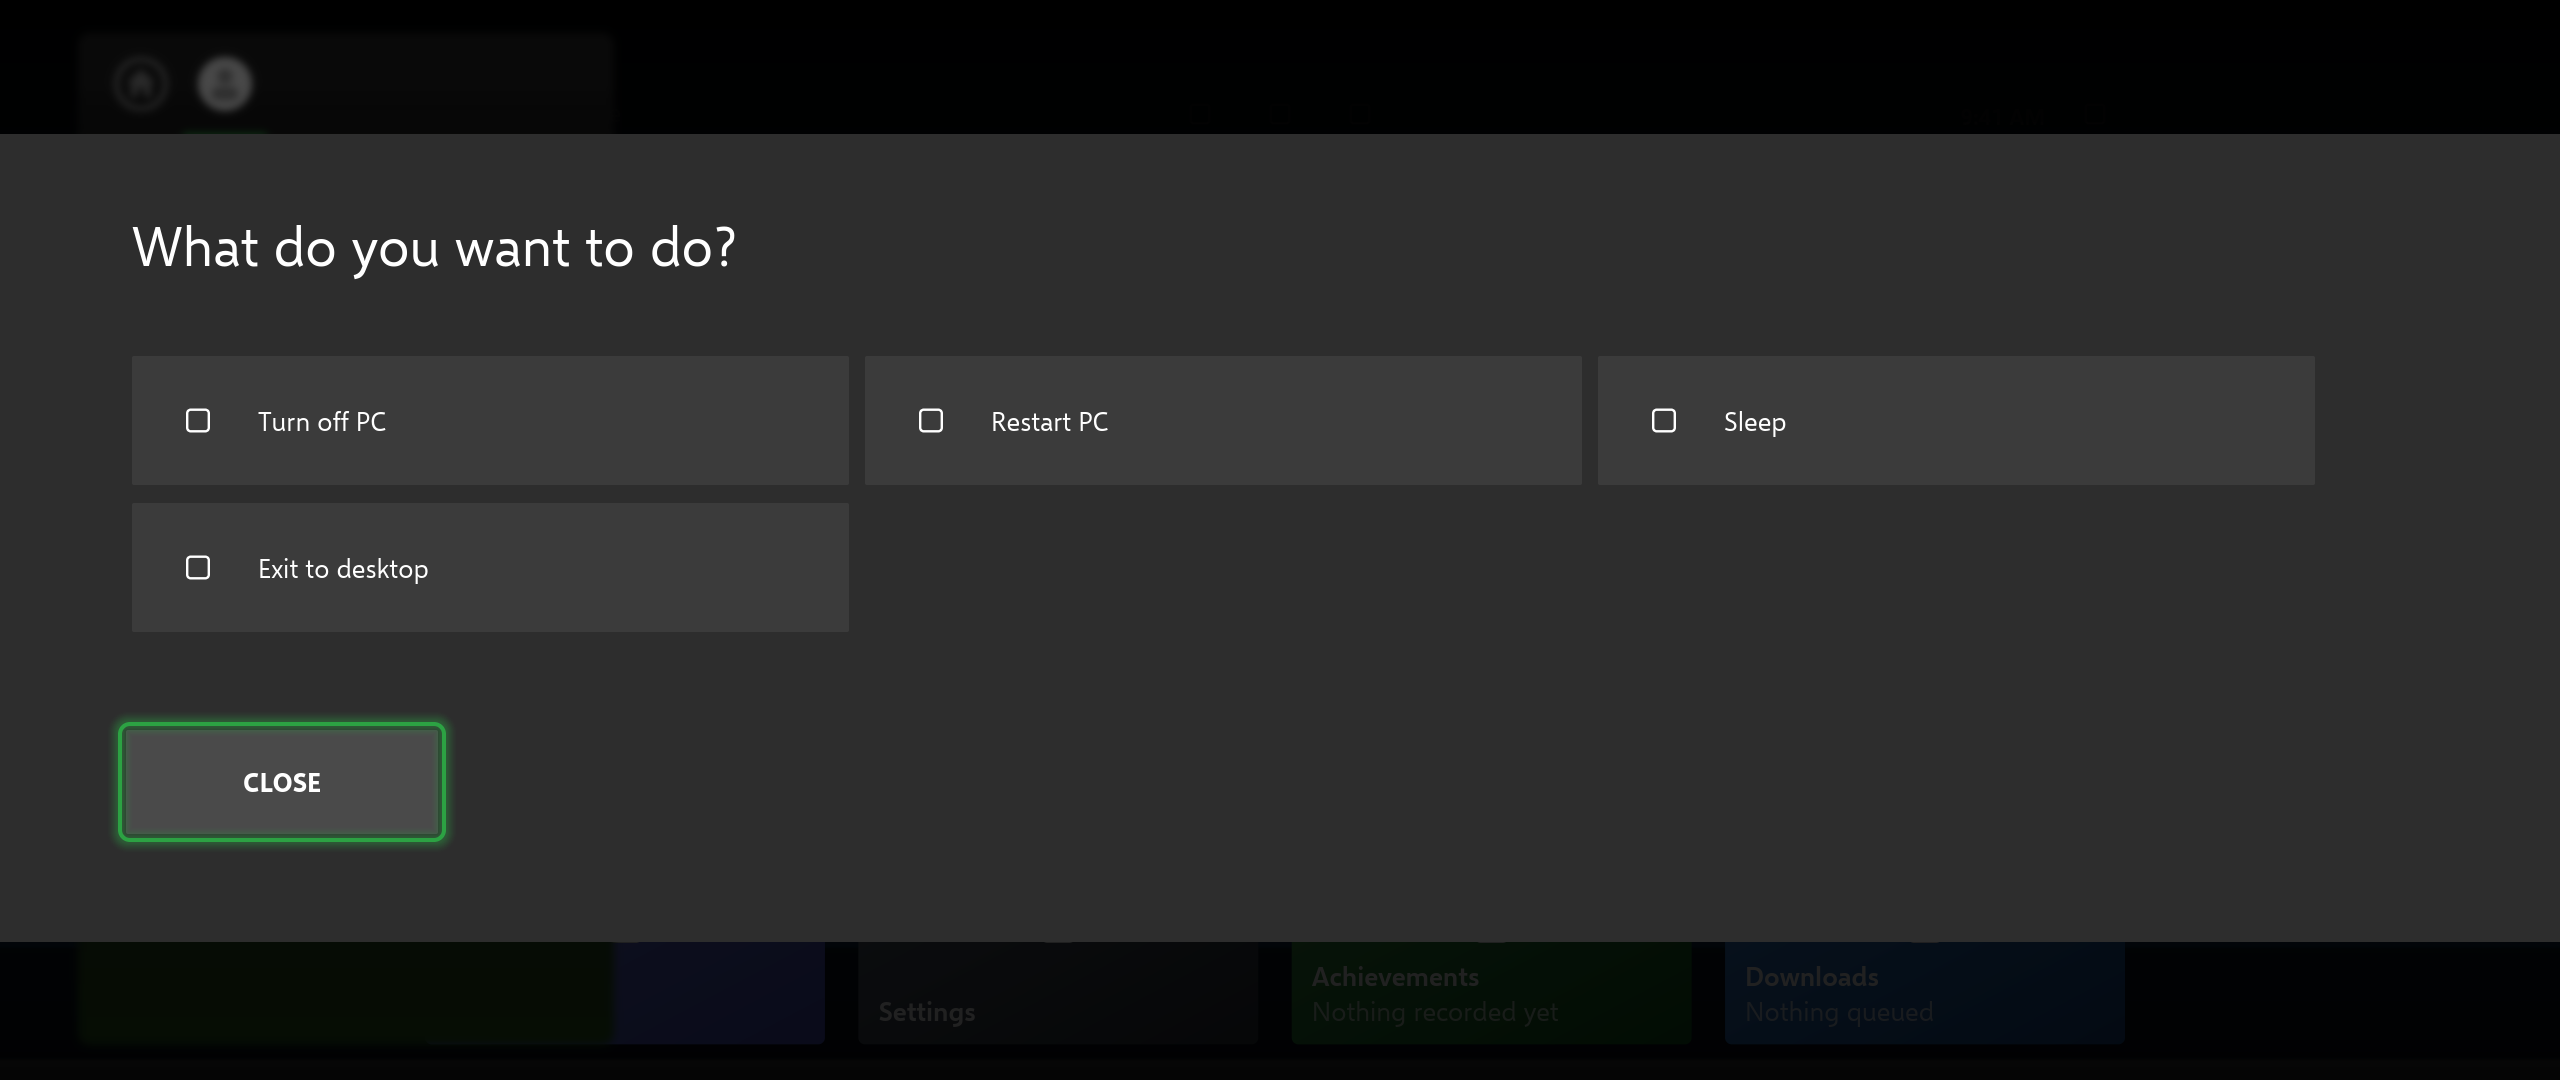 What do you want to do?
Turn off PC
Restart PC
Sleep
Exit to desktop
CLOSE
Settings
Achievements
Nothing recorded yet
Downloads
Nothing queued